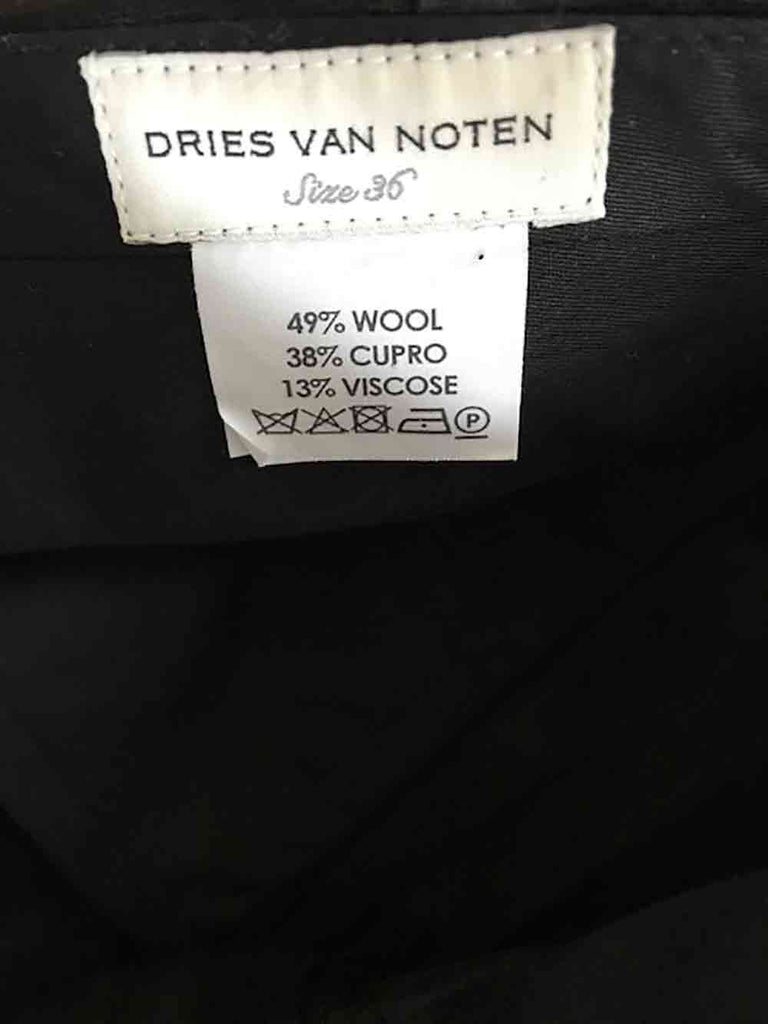 DRIES VAN NOTEN
Size 36
49% WOOL
38% CUPRO
13% VISCOSE
P